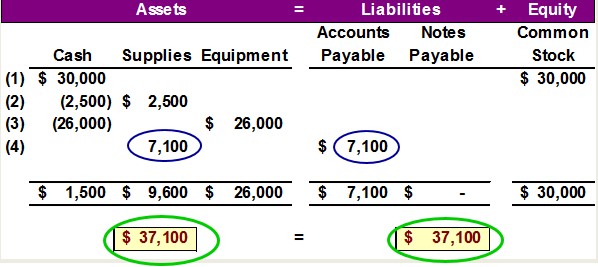 Assets = Liabilities + Equity
Accounts Notes Common
Cash Supplies Equipment Payable Payable Stock
(1) $ 30,000 $ 30,000
(2) (2,500) $ 2,500
(3) (26,000) $ 26,000
(4) 7,100 $ 7,100
$ 1,500 $ 9,600 $ 26,000 $ 7,100 $ - $ 30,000
$ 37,100 = $ 37,100